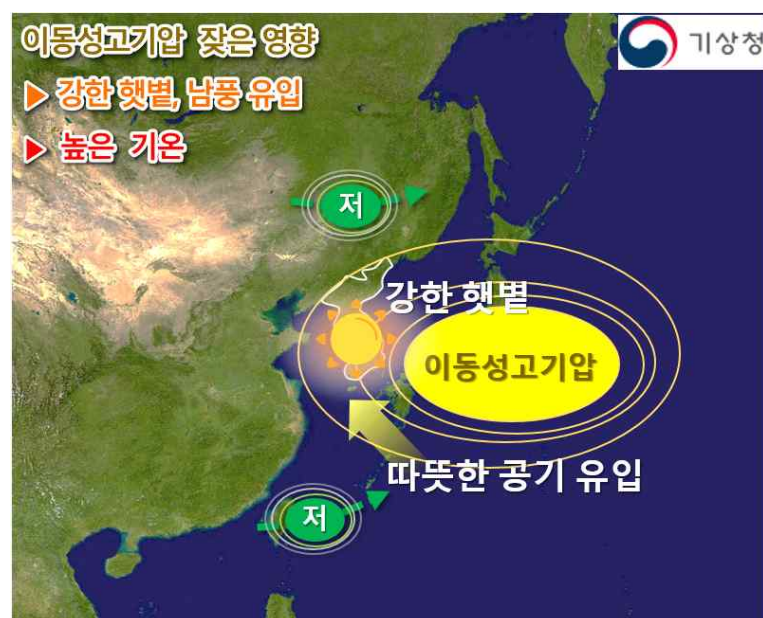 이동성고기압 잦은 영향
▶ 강한 햇볕, 남풍 유입
▶ 높은 기온
기상청
저
강한 햇볕
이동성고기압
따뜻한 공기 유입
저